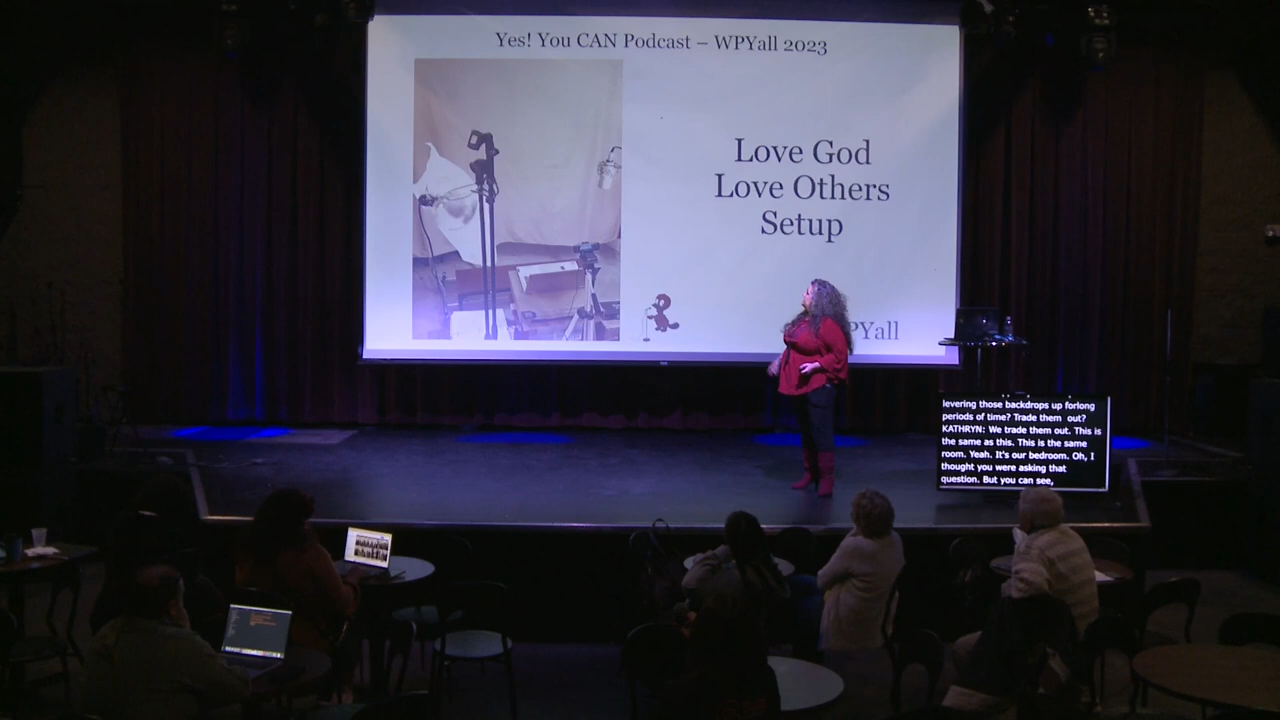 Yes! You CAN Podcast – WPYall 2023
Love God
Love Others
Setup
PYall
levering those backdrops up forlong
periods of time? Trade them out?
KATHRYN: We trade them out. This is
the same as this. This is the same
room. Yeah. It's our bedroom. Oh, I
thought you were asking that
question. But you can see,